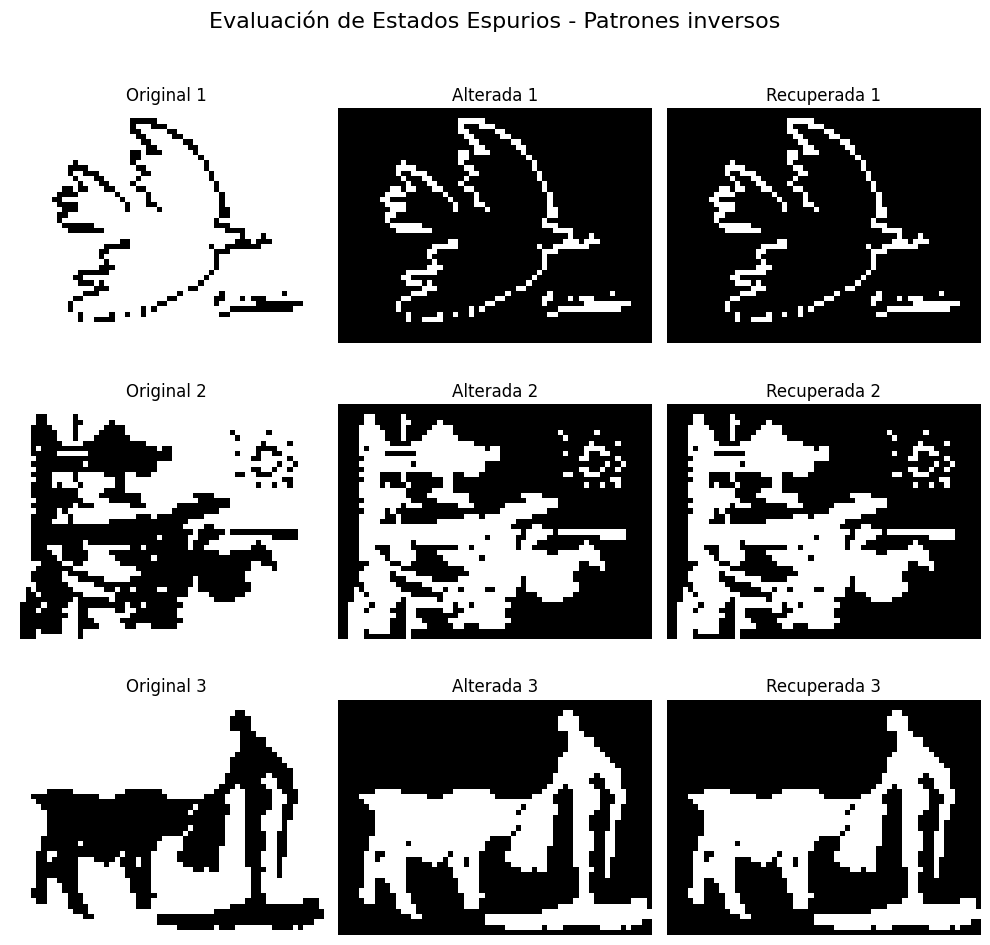 Evaluación de Estados Espurios - Patrones inversos
Original 1
Alterada 1
Recuperada 1
Original 2
Alterada 2
Recuperada 2
Original 3
Alterada 3
Recuperada 3